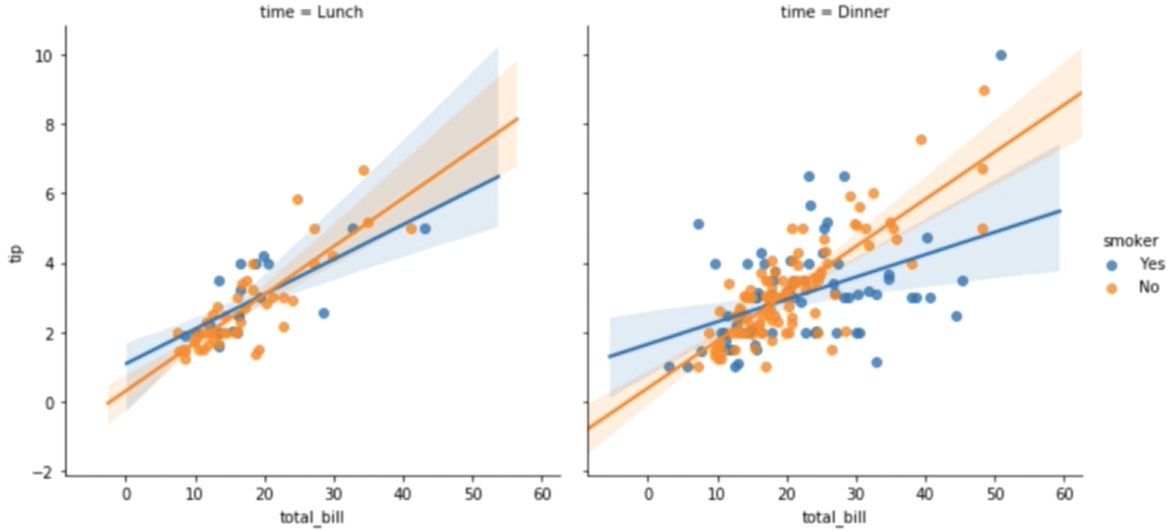 time = Lunch
time = Dinner
10
8
6
4
2
0
−2
tip
0 10 20 30 40 50 60
total_bill
0 10 20 30 40 50 60
total_bill
smoker
Yes
No